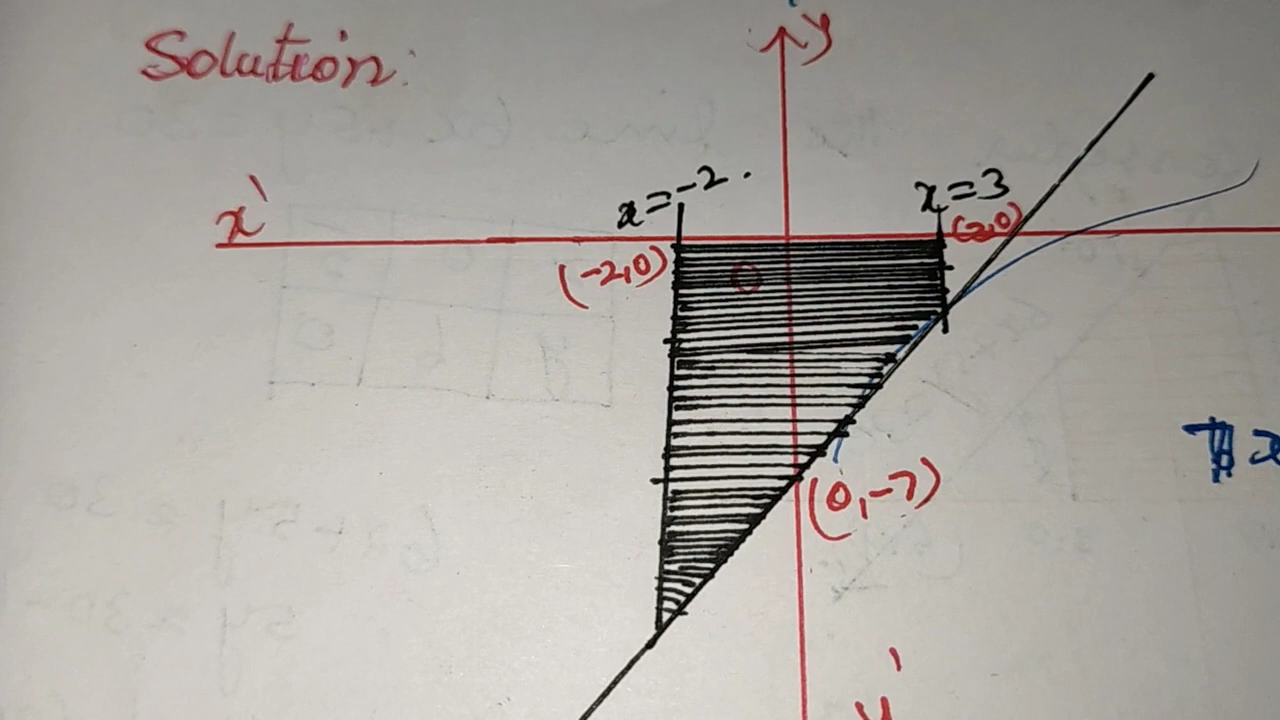 Solution:
y
x = -2.
x = 3
x'
(-2,0)
O
(0,-7)
y'